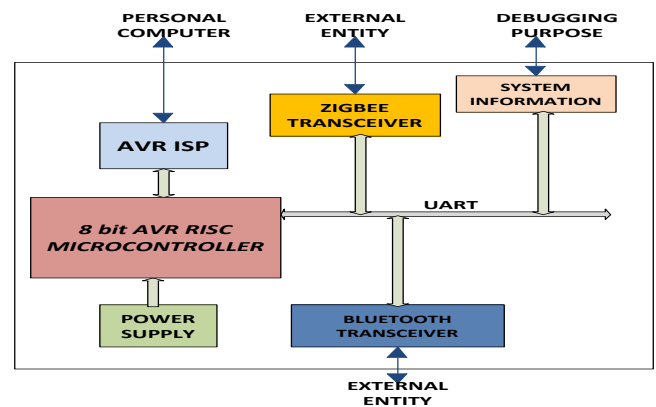 PERSONAL
COMPUTER
EXTERNAL
ENTITY
DEBUGGING
PURPOSE
SYSTEM
INFORMATION
ZIGBEE
TRANSCEIVER
AVR ISP
UART
8 bit AVR RISC
MICROCONTROLLER
POWER
SUPPLY
BLUETOOTH
TRANSCEIVER
EXTERNAL
ENTITY